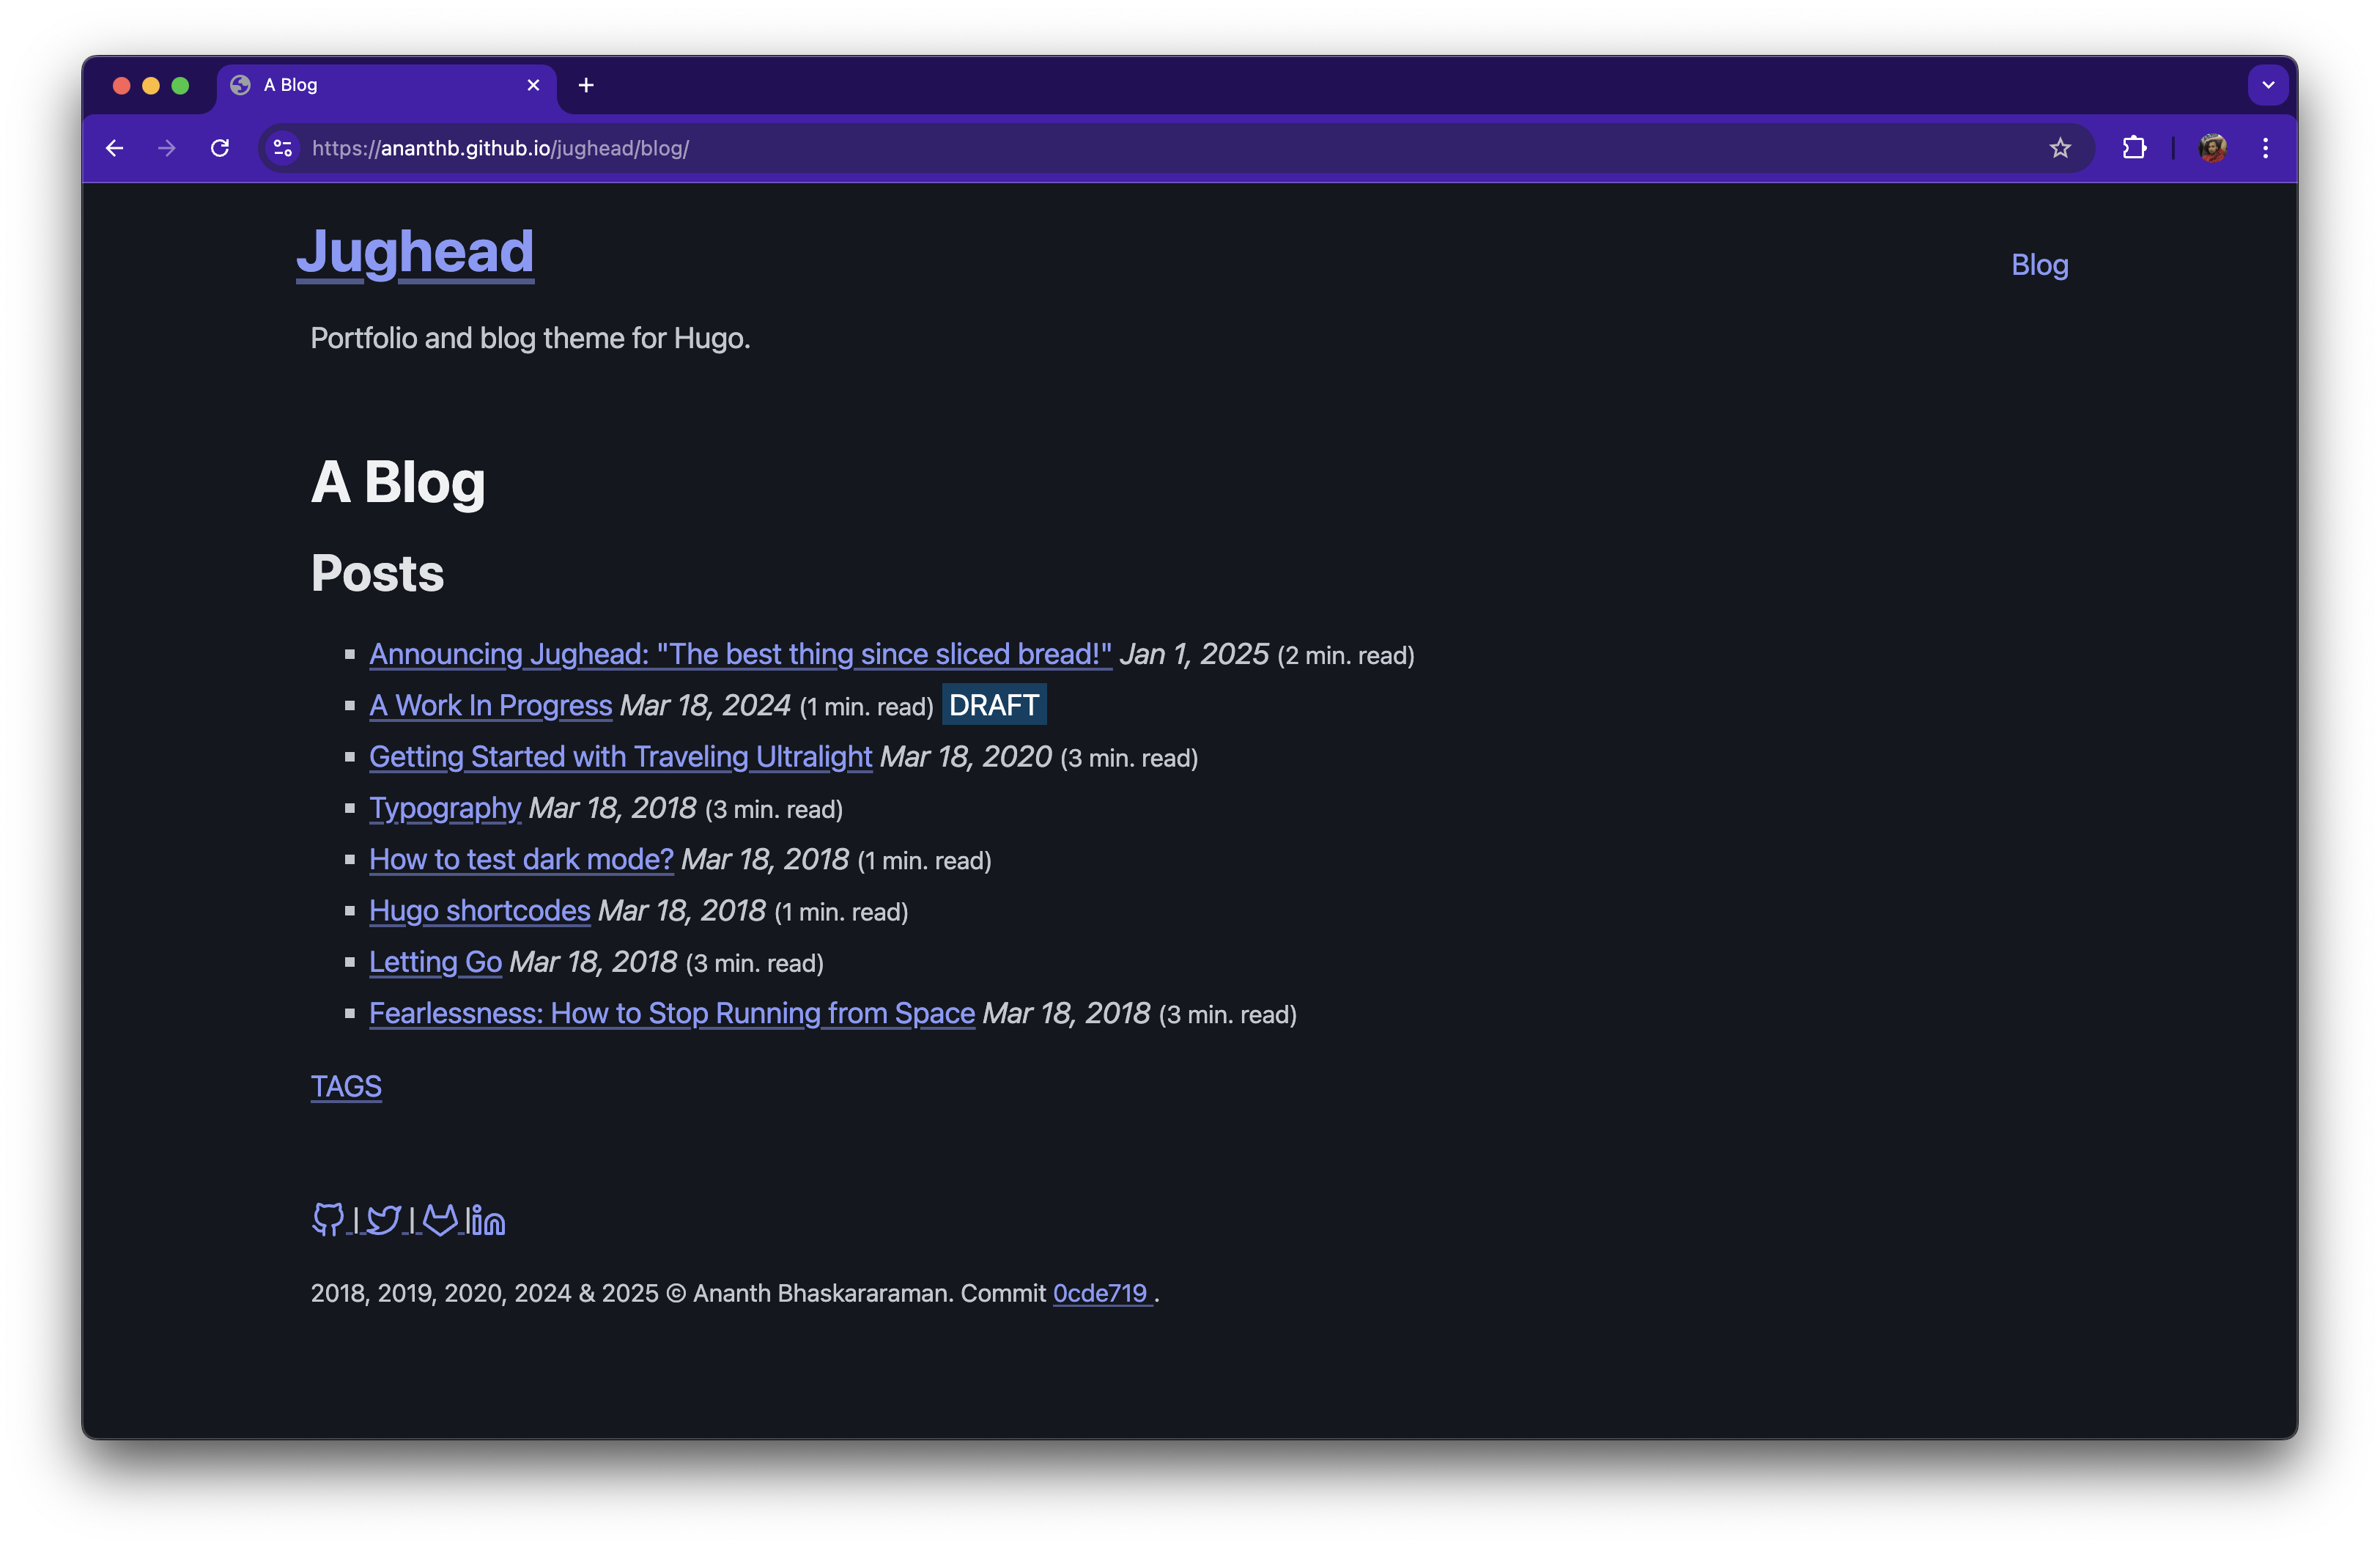 A Blog
https://ananthb.github.io/jughead/blog/
Jughead
Blog
Portfolio and blog theme for Hugo.
A Blog
Posts
Announcing Jughead: "The best thing since sliced bread!" Jan 1, 2025 (2 min. read)
A Work In Progress Mar 18, 2024 (1 min. read) DRAFT
Getting Started with Traveling Ultralight Mar 18, 2020 (3 min. read)
Typography Mar 18, 2018 (3 min. read)
How to test dark mode? Mar 18, 2018 (1 min. read)
Hugo shortcodes Mar 18, 2018 (1 min. read)
Letting Go Mar 18, 2018 (3 min. read)
Fearlessness: How to Stop Running from Space Mar 18, 2018 (3 min. read)
TAGS
2018, 2019, 2020, 2024 & 2025 © Ananth Bhaskararaman. Commit 0cde719 .